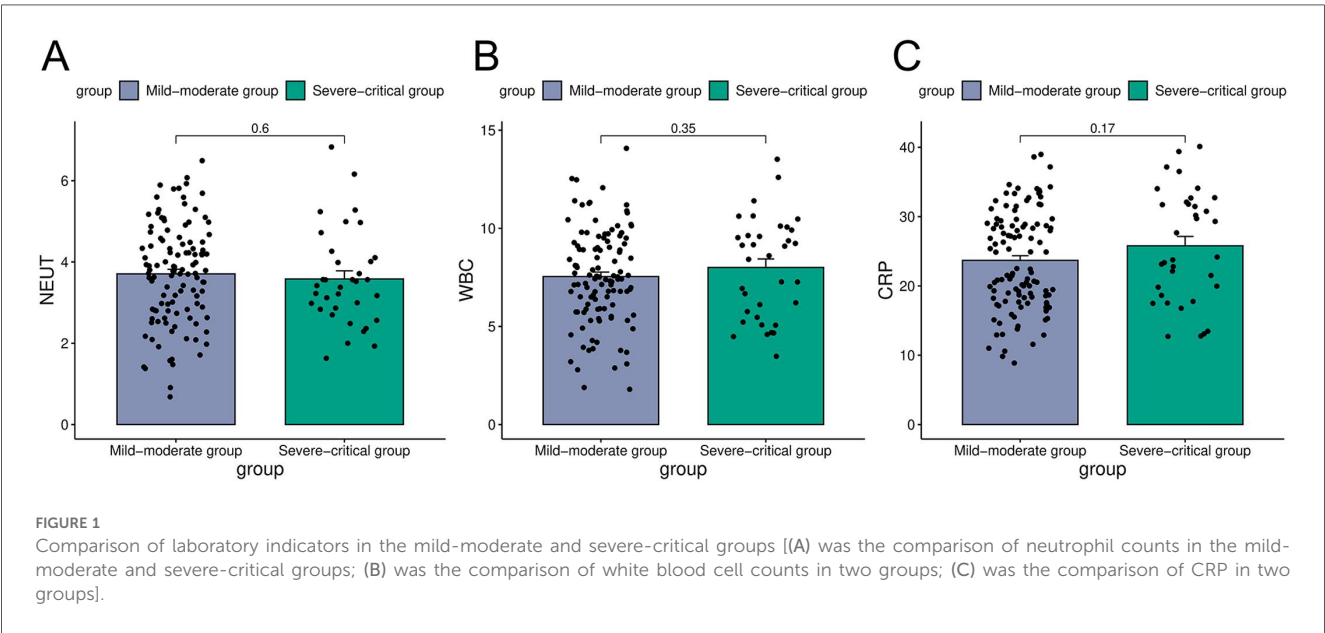 A
group Mild−moderate group Severe−critical group
0.6
6
4
2
0
NEUT
Mild−moderate group Severe−critical group
group
B
group Mild−moderate group Severe−critical group
0.35
15
10
5
0
WBC
Mild−moderate group Severe−critical group
group
C
group Mild−moderate group Severe−critical group
0.17
40
30
20
10
0
CRP
Mild−moderate group Severe−critical group
group
FIGURE 1
Comparison of laboratory indicators in the mild-moderate and severe-critical groups [(A) was the comparison of neutrophil counts in the mild-
moderate and severe-critical groups; (B) was the comparison of white blood cell counts in two groups; (C) was the comparison of CRP in two
groups].